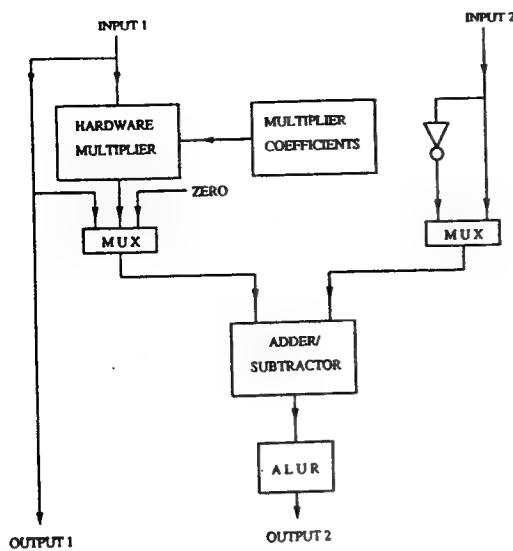 INPUT 1
INPUT 2
HARDWARE
MULTIPLIER
MULTIPLIER
COEFFICIENTS
ZERO
MUX
MUX
ADDER/
SUBTRACTOR
ALUR
OUTPUT 1
OUTPUT 2